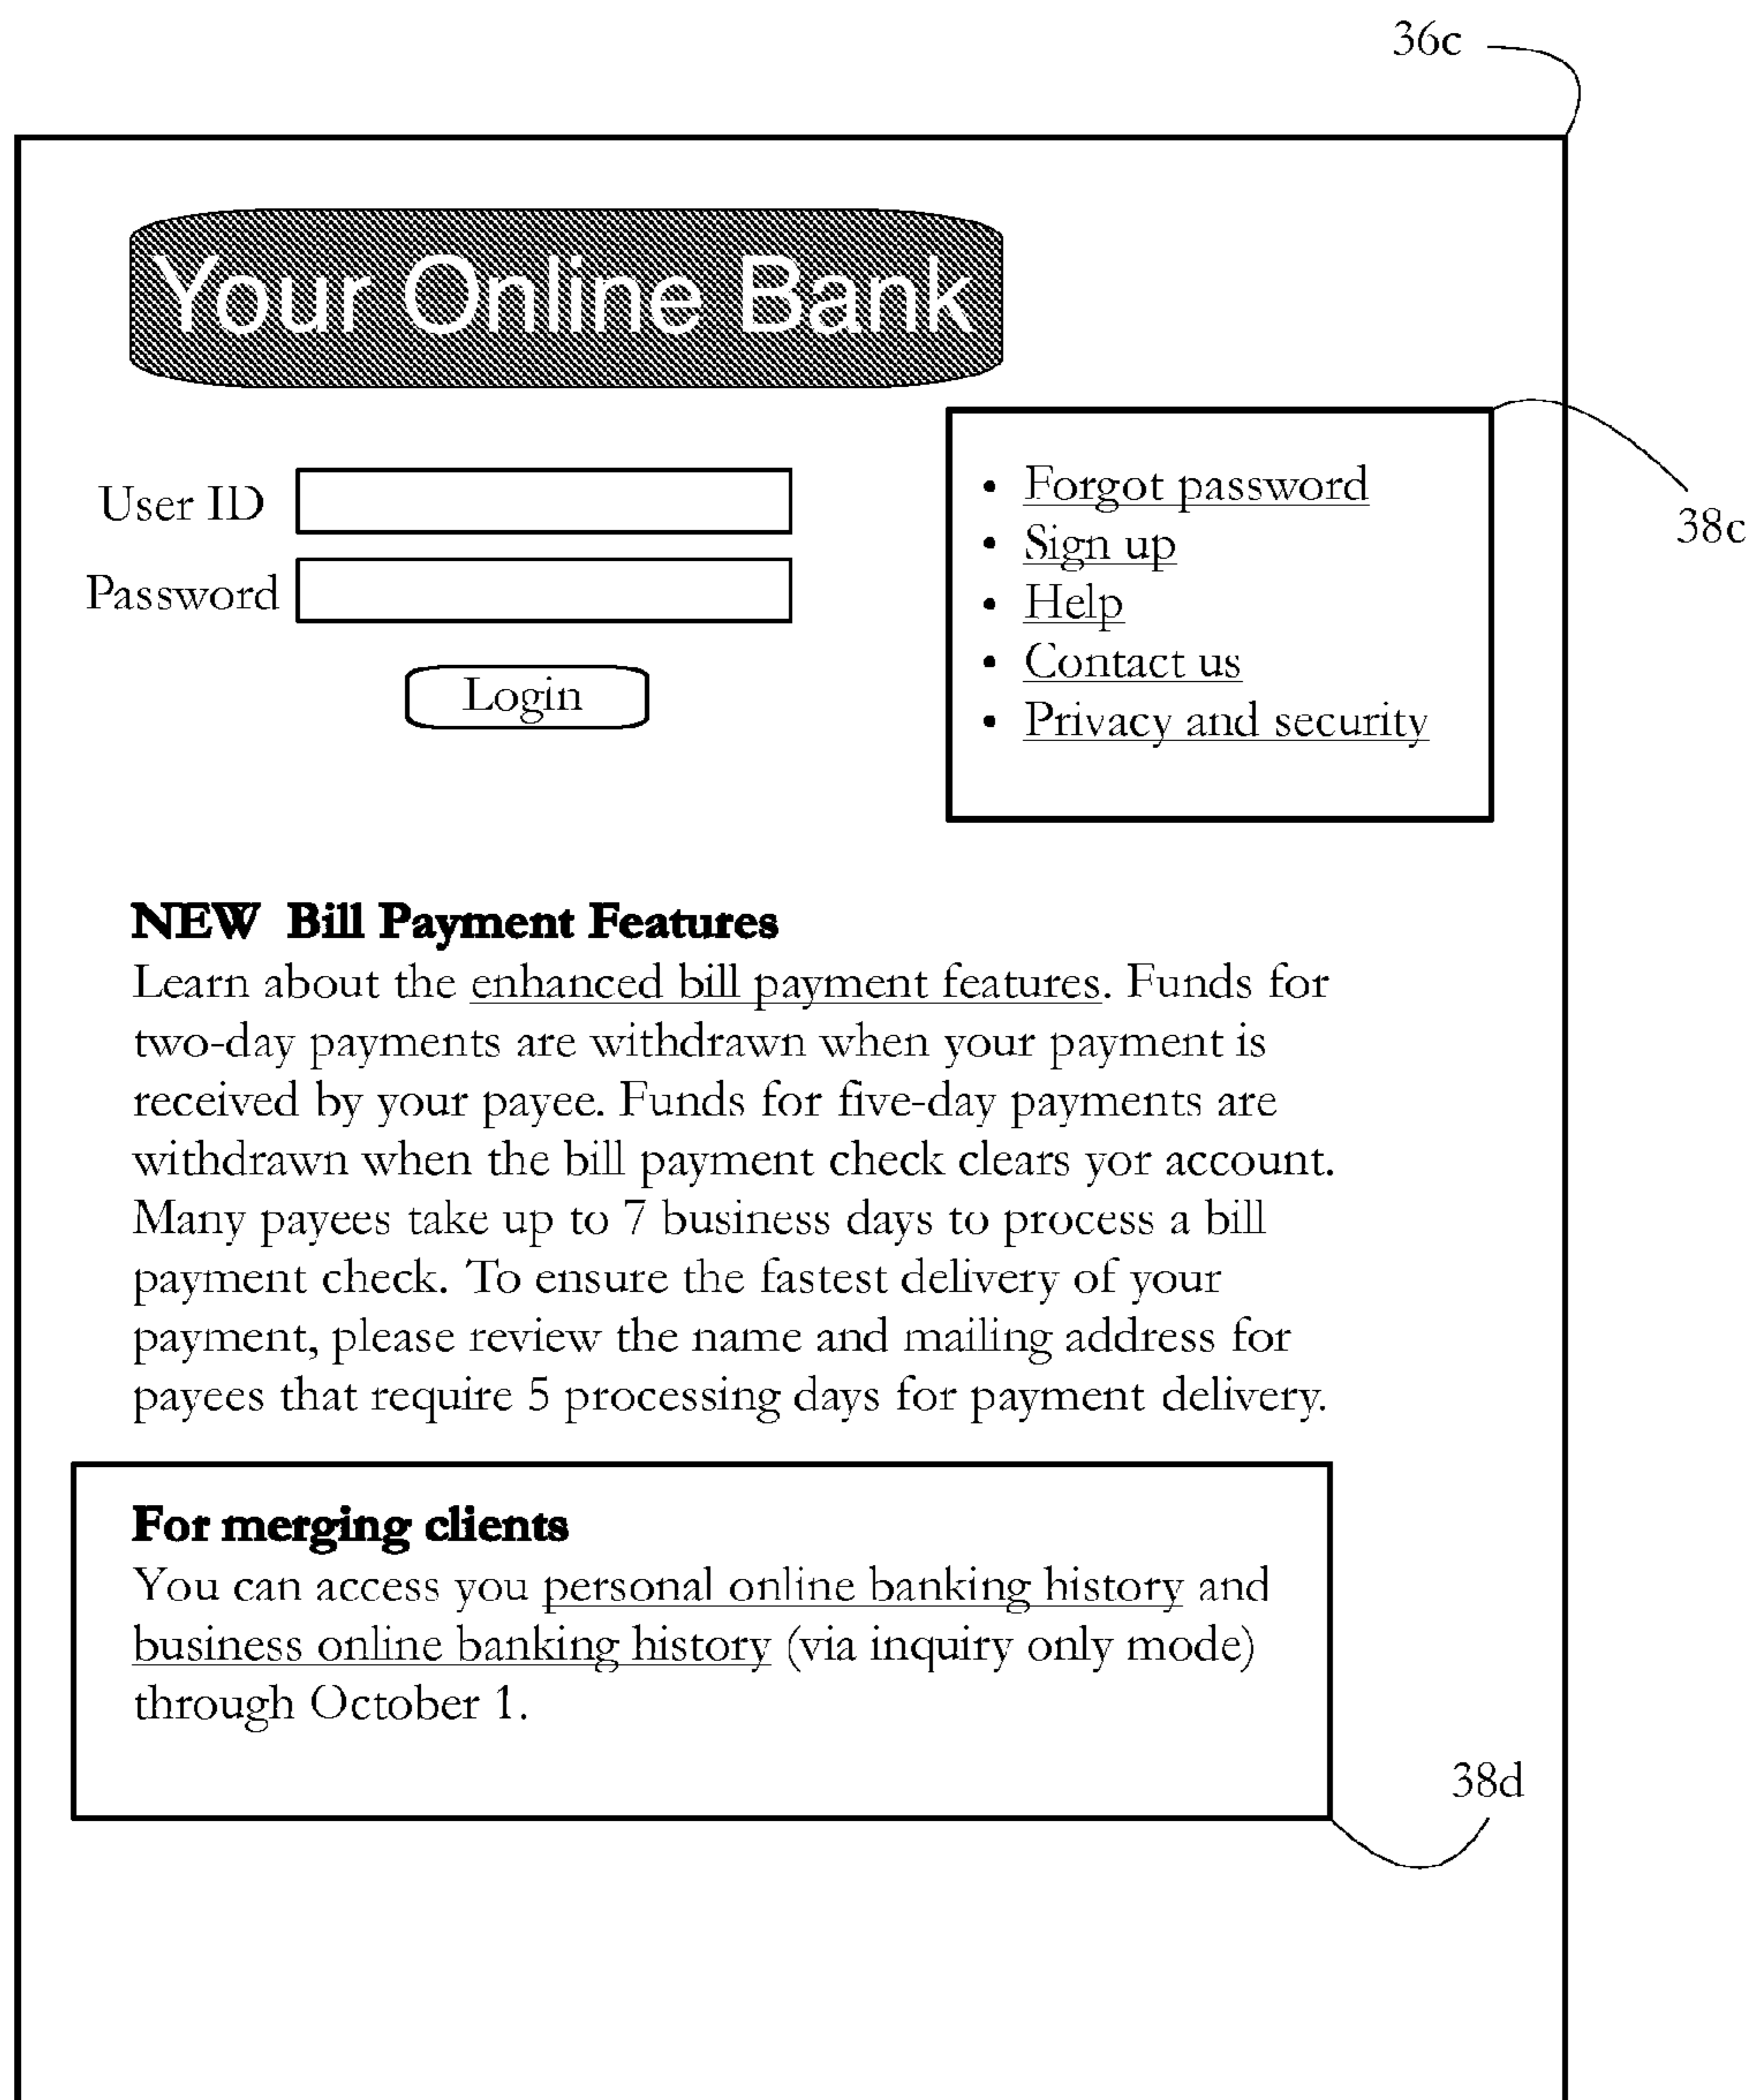 36c
Your Online Bank
User ID
Password
Login
• Forgot password
• Sign up
• Help
• Contact us
• Privacy and security
38c
NEW  Bill Payment Features
Learn about the enhanced bill payment features. Funds for
two-day payments are withdrawn when your payment is
received by your payee. Funds for five-day payments are
withdrawn when the bill payment check clears yor account.
Many payees take up to 7 business days to process a bill
payment check. To ensure the fastest delivery of your
payment, please review the name and mailing address for
payees that require 5 processing days for payment delivery.
For merging clients
You can access you personal online banking history and
business online banking history (via inquiry only mode)
through October 1.
38d